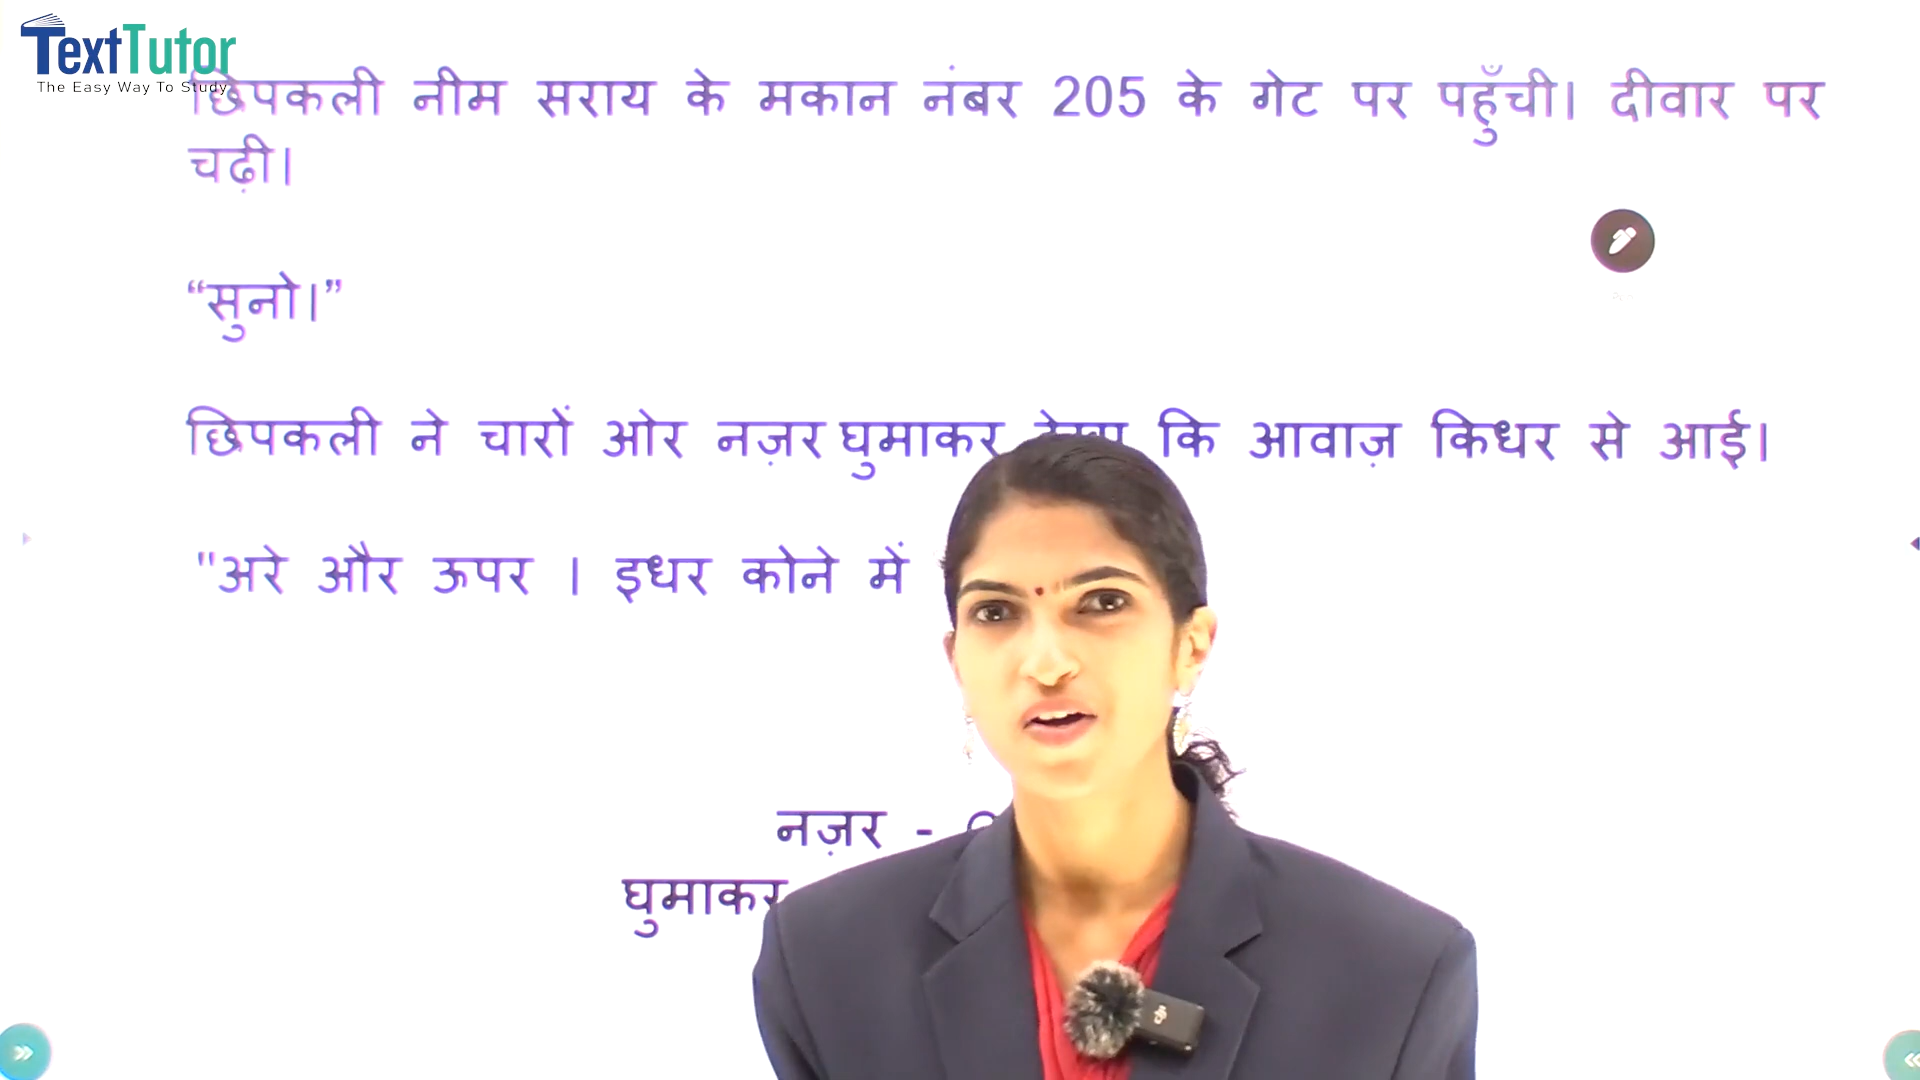 TextTutor
The Easy Way To Study
छिपकली नीम सराय के मकान नंबर 205 के गेट पर पहुँची। दीवार पर
चढ़ी।
“सुनो।”
छिपकली ने चारों ओर नज़र घुमाकर कि आवाज़ किधर से आई।
"अरे और ऊपर । इधर कोने में
नज़र -
घुमाकर